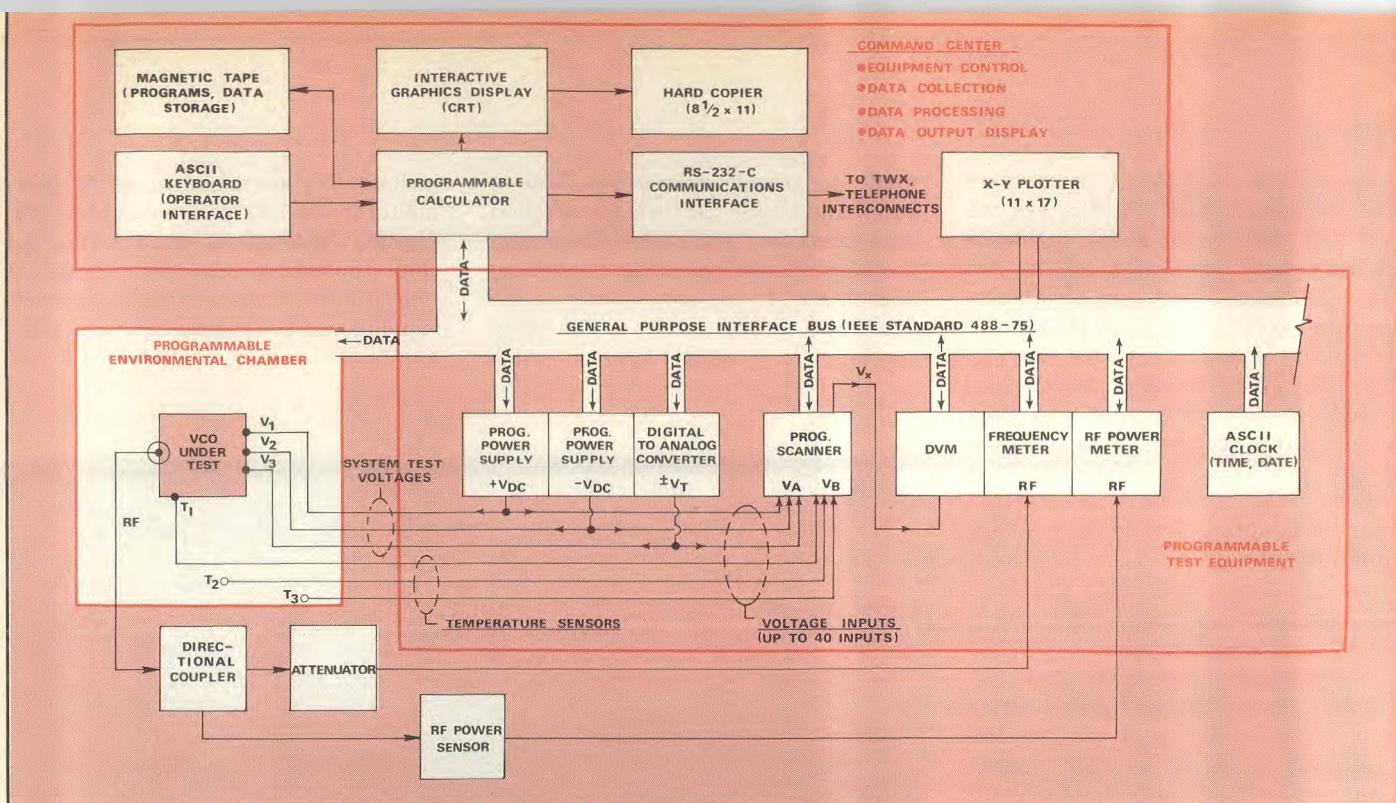 COMMAND CENTER
●EQUIPMENT CONTROL
●DATA COLLECTION
●DATA PROCESSING
●DATA OUTPUT DISPLAY
MAGNETIC TAPE
(PROGRAMS, DATA
STORAGE)
INTERACTIVE
GRAPHICS DISPLAY
(CRT)
HARD COPIER
(8½ x 11)
ASCII
KEYBOARD
(OPERATOR
INTERFACE)
PROGRAMMABLE
CALCULATOR
RS-232-C
COMMUNICATIONS
INTERFACE
TO TWX,
TELEPHONE
INTERCONNECTS
X-Y PLOTTER
(11 x 17)
DATA
GENERAL PURPOSE INTERFACE BUS (IEEE STANDARD 488-75)
DATA
PROGRAMMABLE
ENVIRONMENTAL CHAMBER
DATA
DATA
DATA
DATA
DATA
DATA
DATA
DATA
Vx
VCO
UNDER
TEST
V1
V2
V3
T1
RF
SYSTEM TEST
VOLTAGES
PROG.
POWER
SUPPLY
+VDC
PROG.
POWER
SUPPLY
−VDC
DIGITAL
TO ANALOG
CONVERTER
±VT
PROG.
SCANNER
VA
VB
DVM
FREQUENCY
METER
RF
RF POWER
METER
RF
ASCII
CLOCK
(TIME, DATE)
PROGRAMMABLE
TEST EQUIPMENT
T2
T3
TEMPERATURE SENSORS
VOLTAGE INPUTS
(UP TO 40 INPUTS)
DIREC-
TIONAL
COUPLER
ATTENUATOR
RF POWER
SENSOR